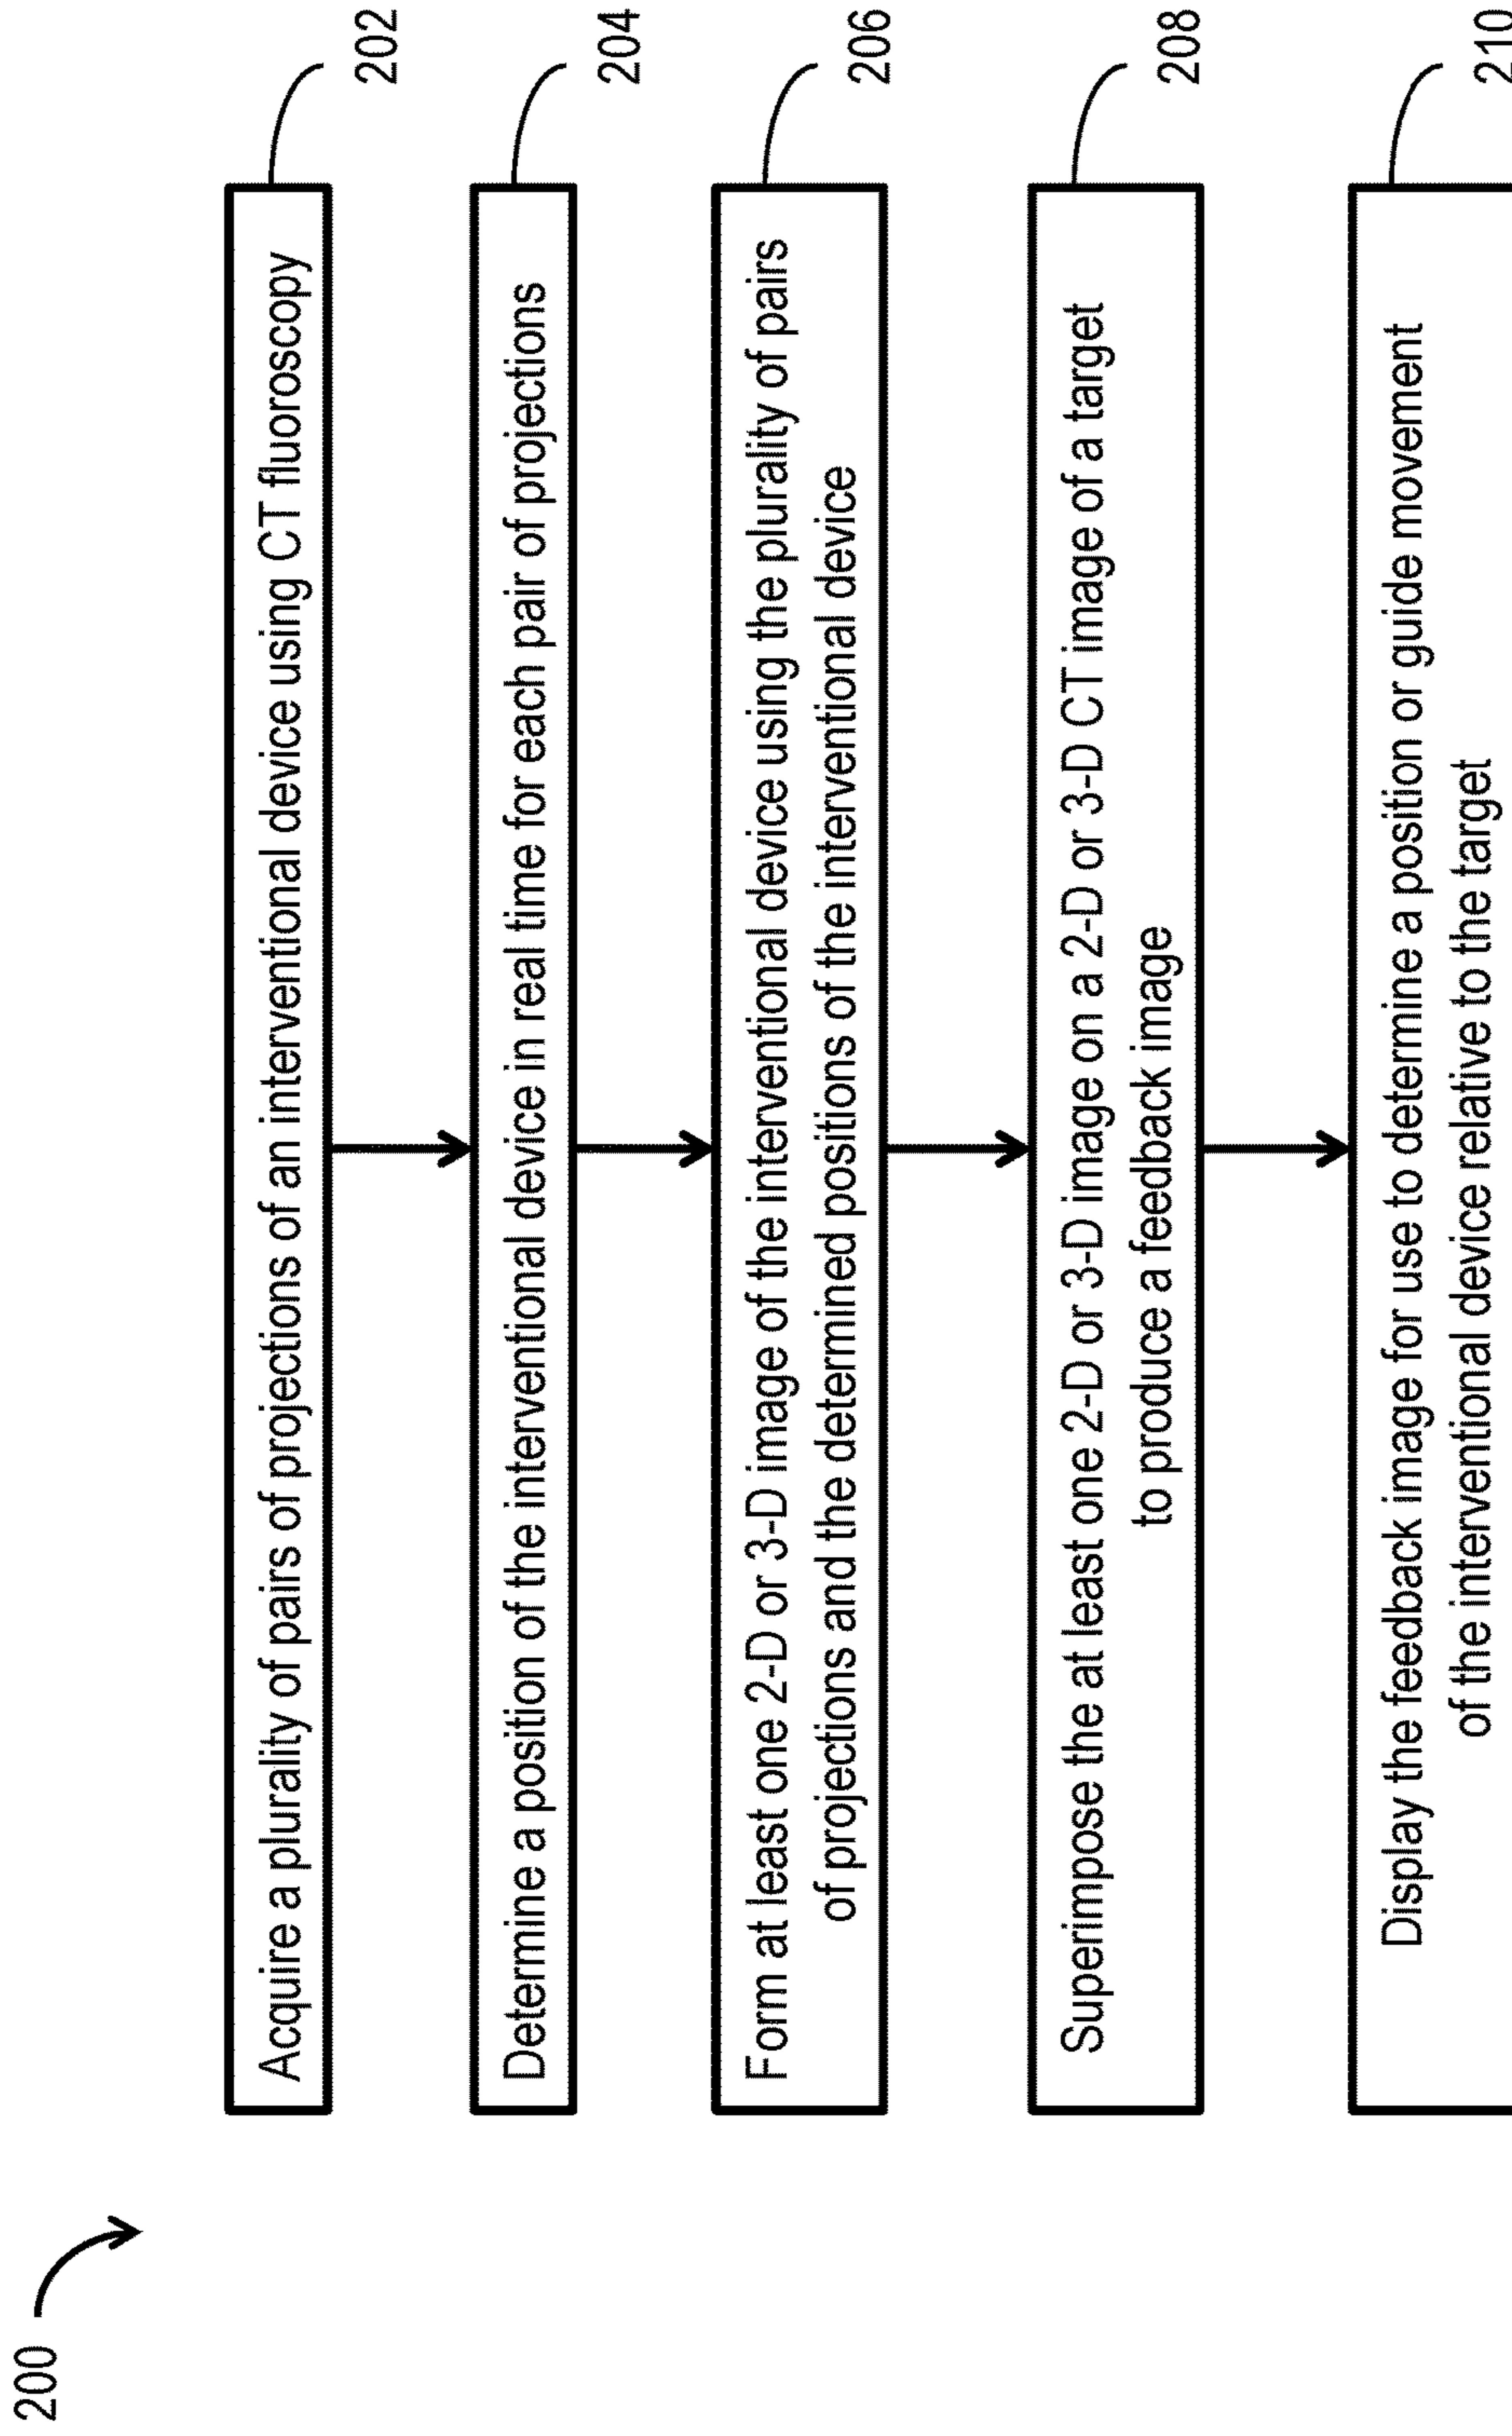 200
Acquire a plurality of pairs of projections of an interventional device using CT fluoroscopy
202
Determine a position of the interventional device in real time for each pair of projections
204
Form at least one 2-D or 3-D image of the interventional device using the plurality of pairs
of projections and the determined positions of the interventional device
206
Superimpose the at least one 2-D or 3-D image on a 2-D or 3-D CT image of a target
to produce a feedback image
208
Display the feedback image for use to determine a position or guide movement
of the interventional device relative to the target
210